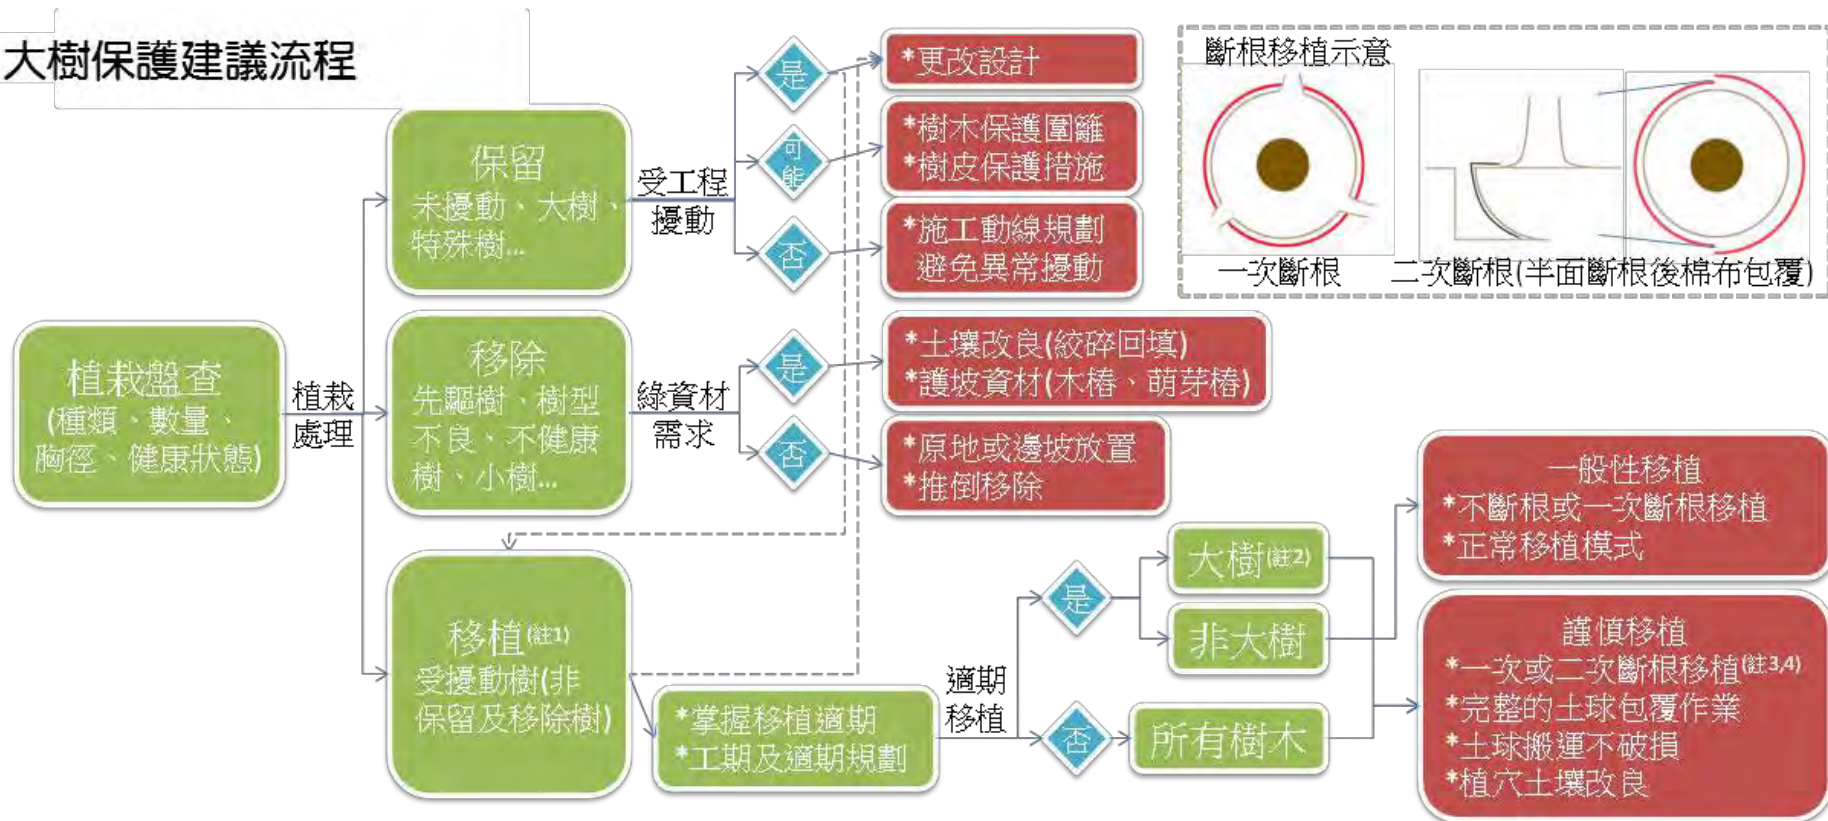 大樹保護建議流程
植栽盤查
(種類、數量、
胸徑、健康狀態)
植栽
處理
保留
未擾動、大樹、
特殊樹...
受工程
擾動
是
可
能
否
*更改設計
*樹木保護圍籬
*樹皮保護措施
*施工動線規劃
避免異常擾動
移除
先驅樹、樹型
不良、不健康
樹、小樹...
綠資材
需求
是
否
*土壤改良(絞碎回填)
*護坡資材(木樁、萌芽樁)
*原地或邊坡放置
*推倒移除
移植(註1)
受擾動樹(非
保留及移除樹)
*掌握移植適期
*工期及適期規劃
適期
移植
是
否
大樹(註2)
非大樹
所有樹木
一般性移植
*不斷根或一次斷根移植
*正常移植模式
謹慎移植
*一次或二次斷根移植(註3,4)
*完整的土球包覆作業
*土球搬運不破損
*植穴土壤改良
斷根移植示意
一次斷根
二次斷根(半面斷根後棉布包覆)